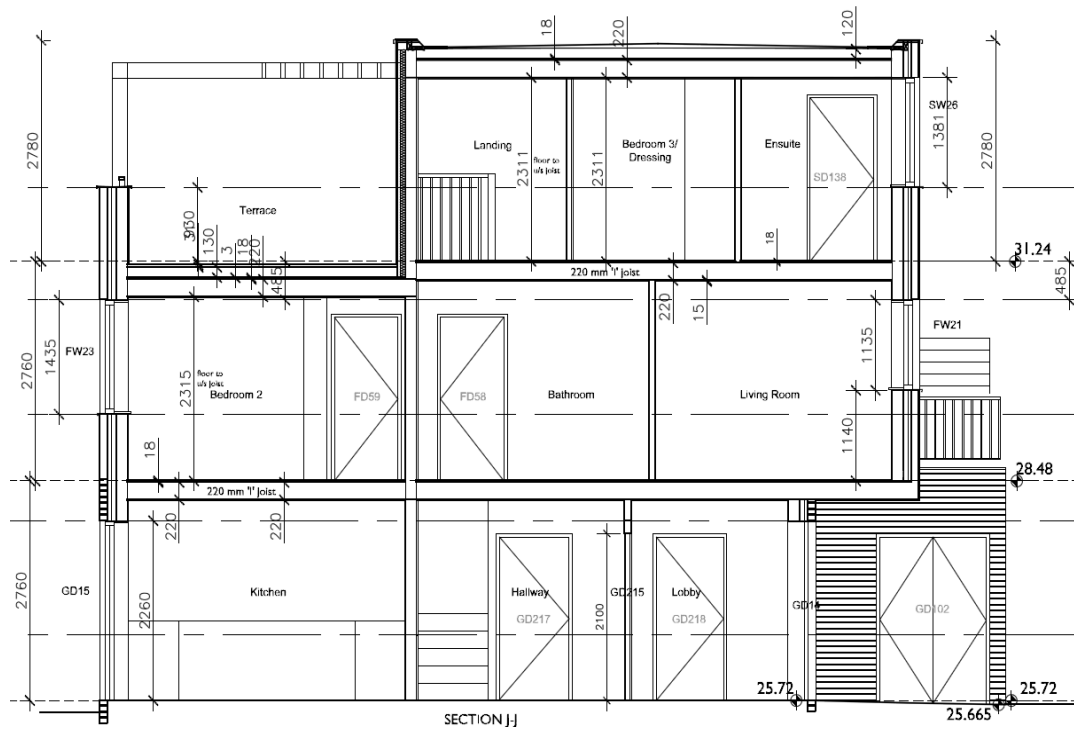 18
220
120
2780
Landing
floor to
u/s joist
2311
2311
Bedroom 3/
Dressing
Ensuite
SD138
SW26
1381
2780
Terrace
930
130
3
18
220
485
18
31.24
220 mm 'I' joist
220
15
485
FW23
1435
2760
2315
floor to
u/s joist
Bedroom 2
FD59
FD58
Bathroom
Living Room
1135
FW21
1140
18
220 mm 'I' joist
28.48
220
220
GD15
2760
2260
Kitchen
Hallway
GD217
2100
GD215
Lobby
GD218
GD14
GD102
25.72
25.72
25.665
SECTION J-J